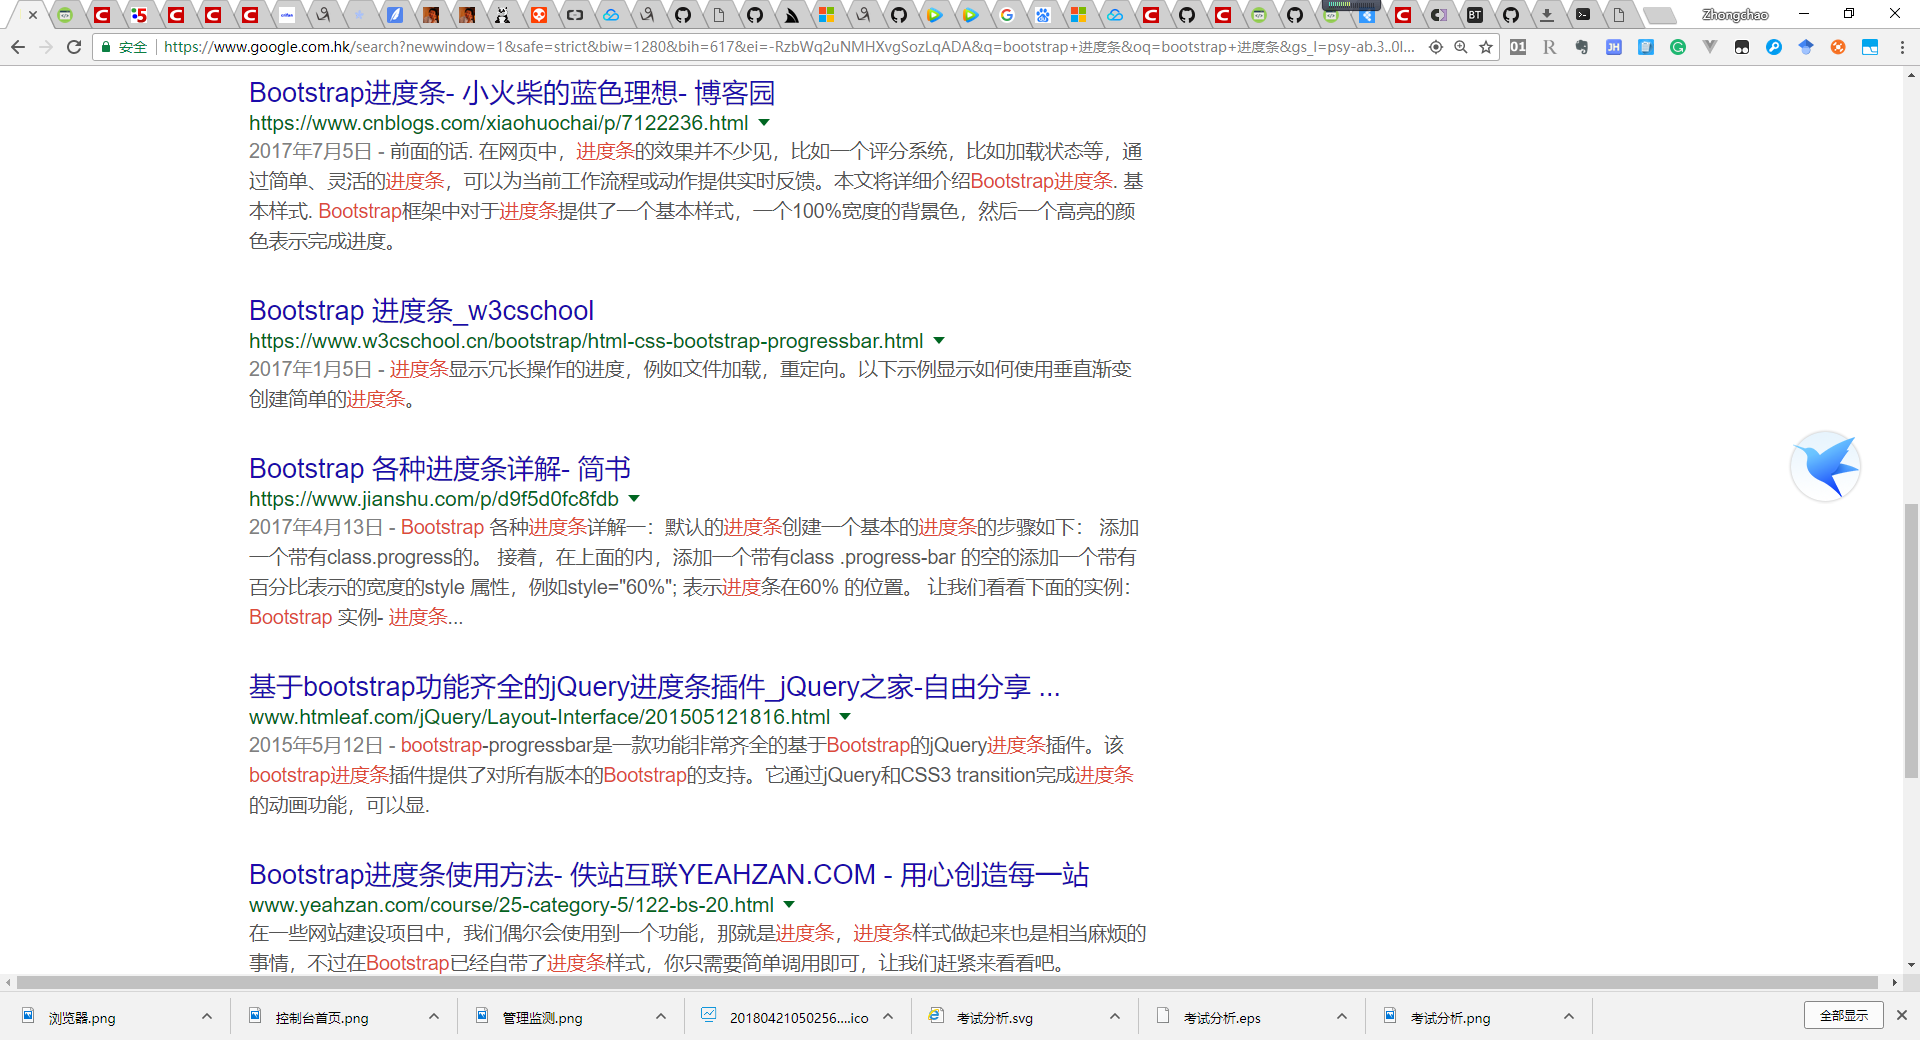 Zhongchao
安全 https://www.google.com.hk/search?newwindow=1&safe=strict&biw=1280&bih=617&ei=-RzbWq2uNMHXvgSozLqADA&q=bootstrap+进度条&oq=bootstrap+进度条&gs_l=psy-ab.3..0l...
Bootstrap进度条- 小火柴的蓝色理想- 博客园
https://www.cnblogs.com/xiaohuochai/p/7122236.html
2017年7月5日 - 前面的话. 在网页中，进度条的效果并不少见，比如一个评分系统，比如加载状态等，通
过简单、灵活的进度条，可以为当前工作流程或动作提供实时反馈。本文将详细介绍Bootstrap进度条. 基
本样式. Bootstrap框架中对于进度条提供了一个基本样式，一个100%宽度的背景色，然后一个高亮的颜
色表示完成进度。
Bootstrap 进度条_w3cschool
https://www.w3cschool.cn/bootstrap/html-css-bootstrap-progressbar.html
2017年1月5日 - 进度条显示冗长操作的进度，例如文件加载，重定向。以下示例显示如何使用垂直渐变
创建简单的进度条。
Bootstrap 各种进度条详解- 简书
https://www.jianshu.com/p/d9f5d0fc8fdb
2017年4月13日 - Bootstrap 各种进度条详解一：默认的进度条创建一个基本的进度条的步骤如下： 添加
一个带有class.progress的。 接着，在上面的内，添加一个带有class .progress-bar 的空的添加一个带有
百分比表示的宽度的style 属性，例如style="60%"; 表示进度条在60% 的位置。 让我们看看下面的实例：
Bootstrap 实例- 进度条...
基于bootstrap功能齐全的jQuery进度条插件_jQuery之家-自由分享 ...
www.htmleaf.com/jQuery/Layout-Interface/201505121816.html
2015年5月12日 - bootstrap-progressbar是一款功能非常齐全的基于Bootstrap的jQuery进度条插件。该
bootstrap进度条插件提供了对所有版本的Bootstrap的支持。它通过jQuery和CSS3 transition完成进度条
的动画功能，可以显.
Bootstrap进度条使用方法- 佚站互联YEAHZAN.COM - 用心创造每一站
www.yeahzan.com/course/25-category-5/122-bs-20.html
在一些网站建设项目中，我们偶尔会使用到一个功能，那就是进度条，进度条样式做起来也是相当麻烦的
事情，不过在Bootstrap已经自带了进度条样式，你只需要简单调用即可，让我们赶紧来看看吧。
浏览器.png 控制台首页.png 管理监测.png 20180421050256....ico 考试分析.svg 考试分析.eps 考试分析.png 全部显示